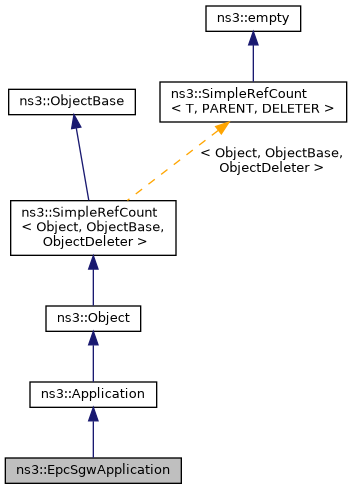 ns3::empty
ns3::ObjectBase
ns3::SimpleRefCount
< T, PARENT, DELETER >
< Object, ObjectBase,
ObjectDeleter >
ns3::SimpleRefCount
< Object, ObjectBase,
ObjectDeleter >
ns3::Object
ns3::Application
ns3::EpcSgwApplication